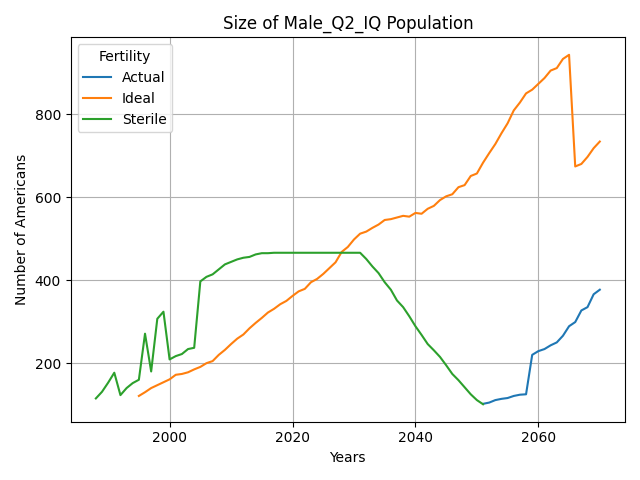 Size of Male_Q2_IQ Population
Fertility
Actual
Ideal
Sterile
Number of Americans
800
600
400
200
2000
2020
2040
2060
Years